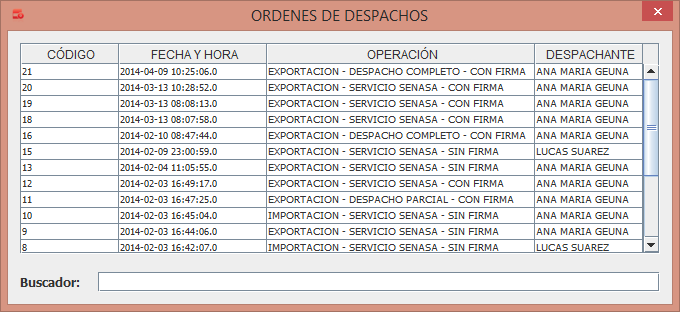 ORDENES DE DESPACHOS
CÓDIGO FECHA Y HORA OPERACIÓN DESPACHANTE
21 2014-04-09 10:25:06.0 EXPORTACION - DESPACHO COMPLETO - CON FIRMA ANA MARIA GEUNA
20 2014-03-13 10:28:52.0 EXPORTACION - SERVICIO SENASA - CON FIRMA ANA MARIA GEUNA
19 2014-03-13 08:08:13.0 EXPORTACION - SERVICIO SENASA - CON FIRMA ANA MARIA GEUNA
18 2014-03-13 08:07:58.0 EXPORTACION - SERVICIO SENASA - CON FIRMA ANA MARIA GEUNA
16 2014-02-10 08:47:44.0 EXPORTACION - DESPACHO COMPLETO - CON FIRMA ANA MARIA GEUNA
15 2014-02-09 23:00:59.0 EXPORTACION - SERVICIO SENASA - SIN FIRMA LUCAS SUAREZ
13 2014-02-04 11:05:55.0 EXPORTACION - SERVICIO SENASA - SIN FIRMA ANA MARIA GEUNA
12 2014-02-03 16:49:17.0 EXPORTACION - SERVICIO SENASA - CON FIRMA ANA MARIA GEUNA
11 2014-02-03 16:47:25.0 EXPORTACION - DESPACHO PARCIAL - CON FIRMA ANA MARIA GEUNA
10 2014-02-03 16:45:04.0 IMPORTACION - SERVICIO SENASA - SIN FIRMA ANA MARIA GEUNA
9 2014-02-03 16:44:06.0 EXPORTACION - SERVICIO SENASA - SIN FIRMA ANA MARIA GEUNA
8 2014-02-03 16:42:07.0 IMPORTACION - SERVICIO SENASA - SIN FIRMA LUCAS SUAREZ
Buscador: